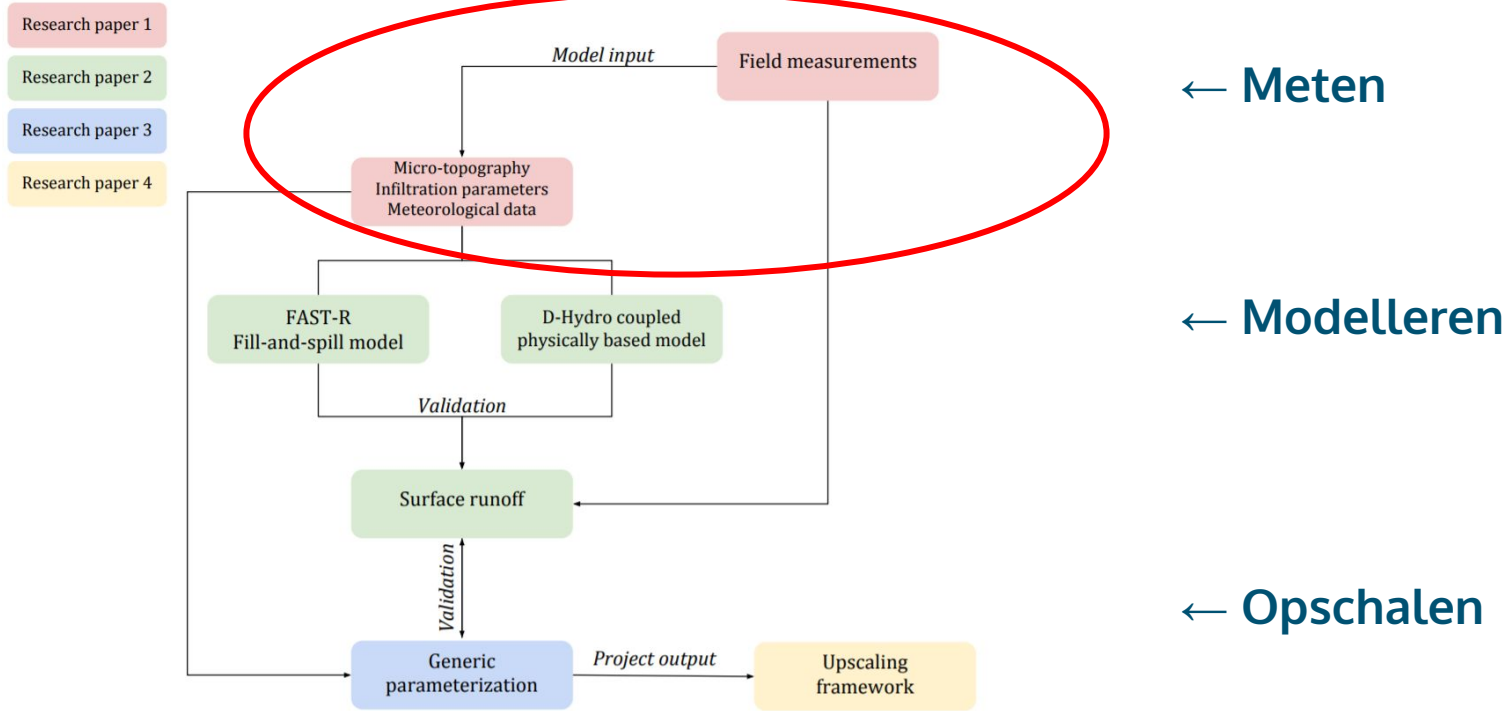 Research paper 1
Research paper 2
Research paper 3
Research paper 4
Model input
Field measurements
← Meten
Micro-topography
Infiltration parameters
Meteorological data
FAST-R
Fill-and-spill model
D-Hydro coupled
physically based model
← Modelleren
Validation
Surface runoff
Validation
← Opschalen
Generic
parameterization
Project output
Upscaling
framework